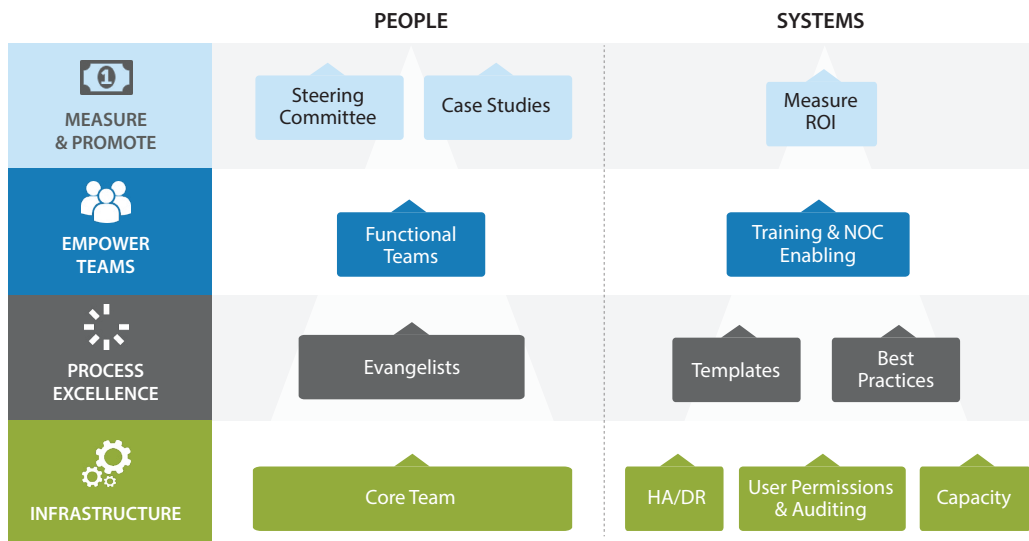 PEOPLE
SYSTEMS
1
MEASURE
& PROMOTE
Steering
Committee
Case Studies
Measure
ROI
EMPOWER
TEAMS
Functional
Teams
Training & NOC
Enabling
PROCESS
EXCELLENCE
Evangelists
Templates
Best
Practices
INFRASTRUCTURE
Core Team
HA/DR
User Permissions
& Auditing
Capacity